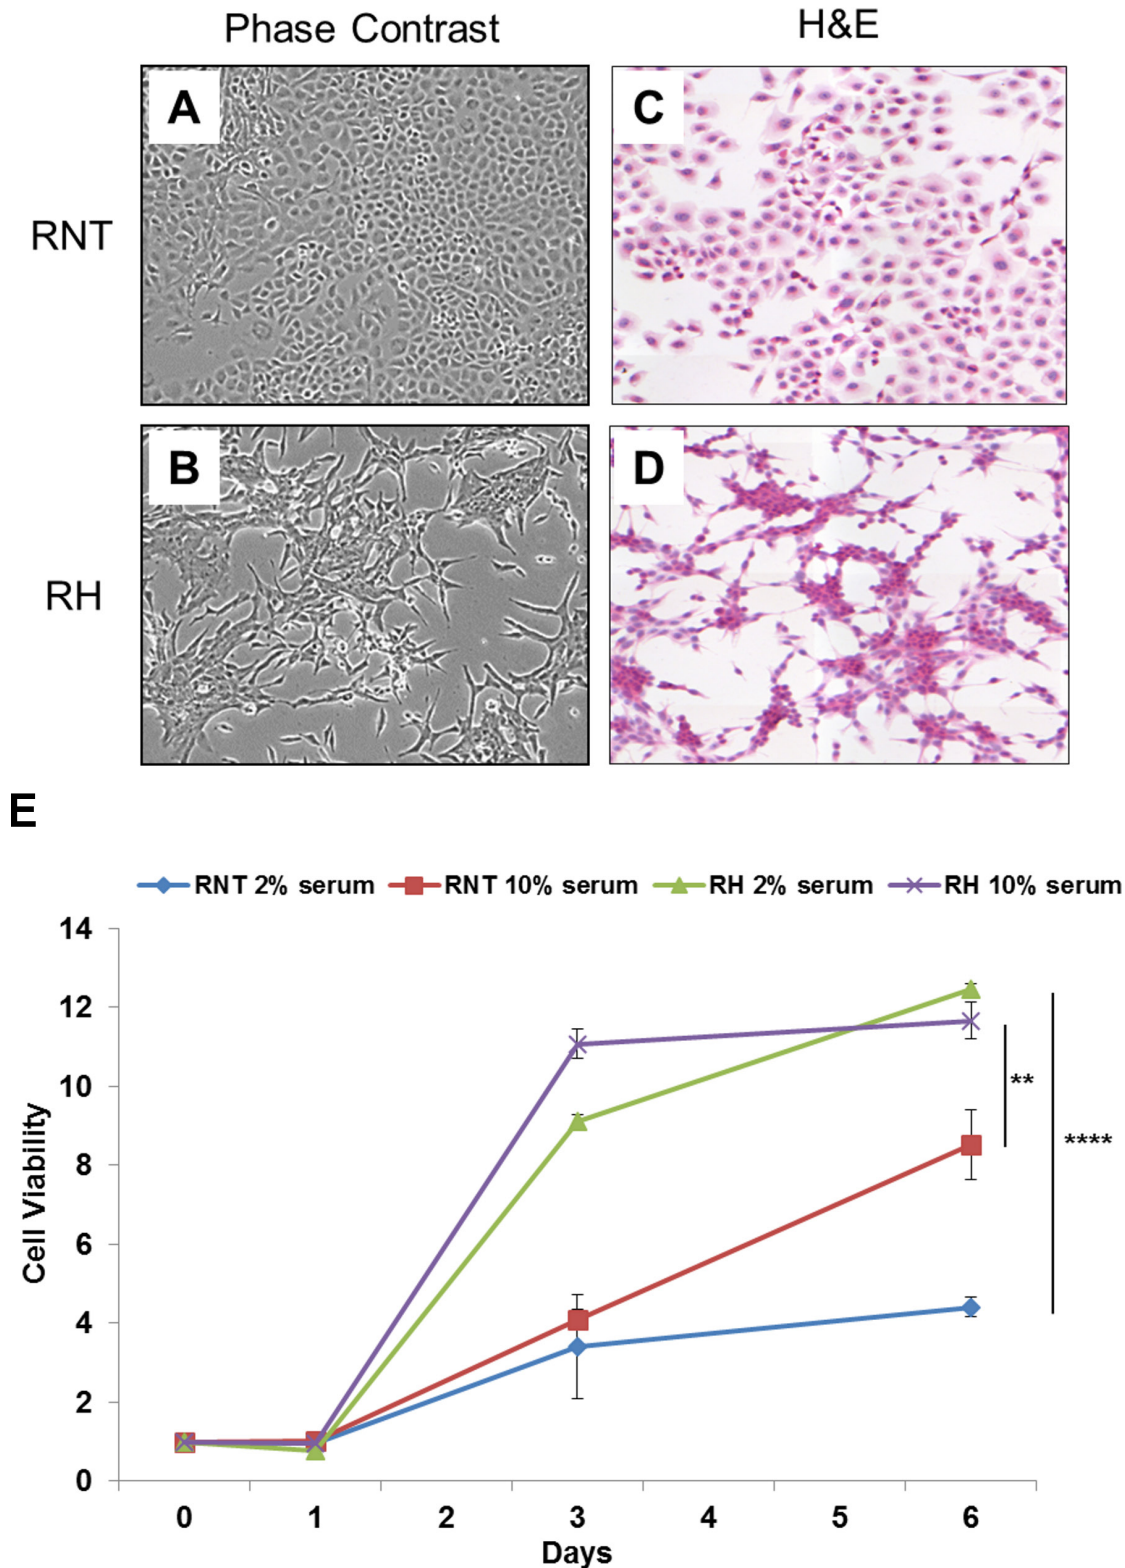 Phase Contrast
H&E
A
C
RNT
B
D
RH
E
RNT 2% serum RNT 10% serum RH 2% serum RH 10% serum
14
12
10
8
6
4
2
0
Cell Viability
**
****
0 1 2 3 4 5 6
Days